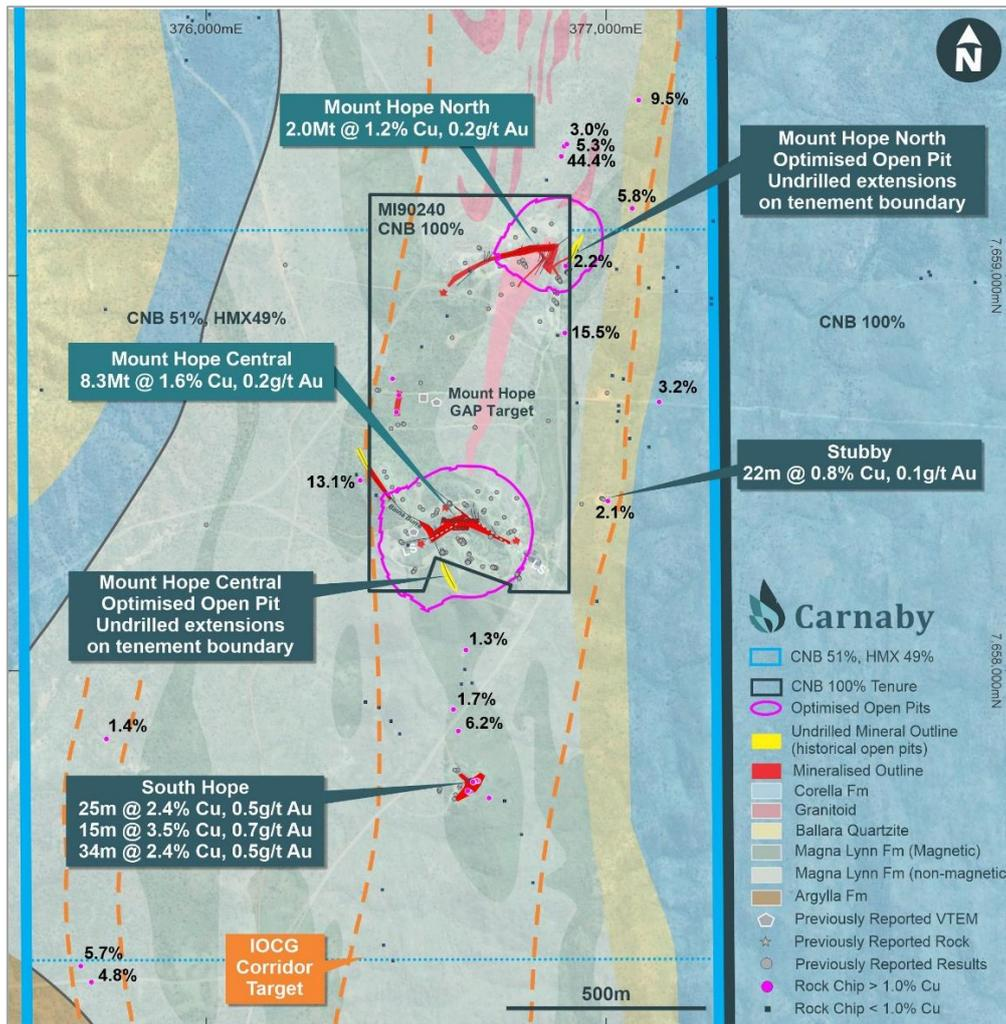 376,000mE
377,000mE
N
Mount Hope North
2.0Mt @ 1.2% Cu, 0.2g/t Au
9.5%
3.0%
5.3%
44.4%
Mount Hope North
Optimised Open Pit
Undrilled extensions
on tenement boundary
5.8%
MI90240
CNB 100%
2.2%
7,659,000mN
CNB 51%, HMX49%
CNB 100%
15.5%
Mount Hope Central
8.3Mt @ 1.6% Cu, 0.2g/t Au
3.2%
Mount Hope
GAP Target
Stubby
22m @ 0.8% Cu, 0.1g/t Au
13.1%
2.1%
Mount Hope Central
Optimised Open Pit
Undrilled extensions
on tenement boundary
1.3%
7,658,000mN
1.7%
6.2%
1.4%
South Hope
25m @ 2.4% Cu, 0.5g/t Au
15m @ 3.5% Cu, 0.7g/t Au
34m @ 2.4% Cu, 0.5g/t Au
5.7%
4.8%
IOCG
Corridor
Target
500m
Carnaby
CNB 51%, HMX 49%
CNB 100% Tenure
Optimised Open Pits
Undrilled Mineral Outline
(historical open pits)
Mineralised Outline
Corella Fm
Granitoid
Ballara Quartzite
Magna Lynn Fm (Magnetic)
Magna Lynn Fm (non-magnetic
Argylla Fm
Previously Reported VTEM
Previously Reported Rock
Previously Reported Results
Rock Chip > 1.0% Cu
Rock Chip < 1.0% Cu